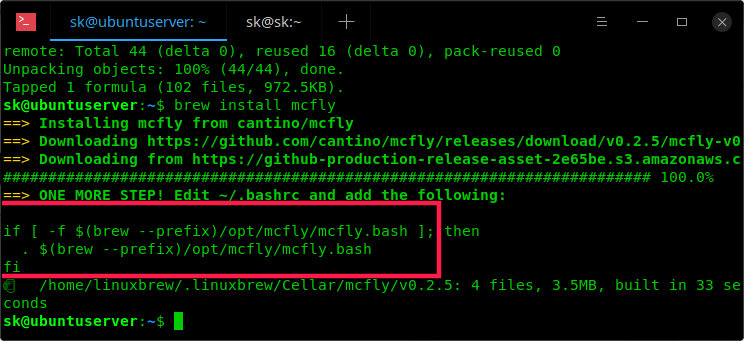 sk@ubuntuserver: ~
sk@sk:~
remote: Total 44 (delta 0), reused 16 (delta 0), pack-reused 0
Unpacking objects: 100% (44/44), done.
Tapped 1 formula (102 files, 972.5KB).
sk@ubuntuserver:~$ brew install mcfly
==> Installing mcfly from cantino/mcfly
==> Downloading https://github.com/cantino/mcfly/releases/download/v0.2.5/mcfly-v0
==> Downloading from https://github-production-release-asset-2e65be.s3.amazonaws.c
######################################################################## 100.0%
==> ONE MORE STEP! Edit ~/.bashrc and add the following:
if [ -f $(brew --prefix)/opt/mcfly/mcfly.bash ]; then
  . $(brew --prefix)/opt/mcfly/mcfly.bash
fi
/home/linuxbrew/.linuxbrew/Cellar/mcfly/v0.2.5: 4 files, 3.5MB, built in 33 se
conds
sk@ubuntuserver:~$